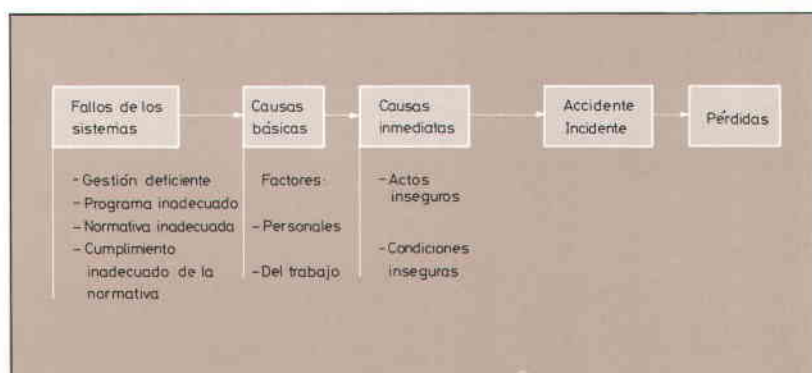 Fallos de los
sistemas
Causas
básicas
Causas
inmediatas
Accidente
Incidente
Pérdidas
- Gestión deficiente
- Programa inadecuado
- Normativa inadecuada
- Cumplimiento
inadecuado de la
normativa
Factores:
- Personales
- Del trabajo
- Actos
inseguros
- Condiciones
inseguras